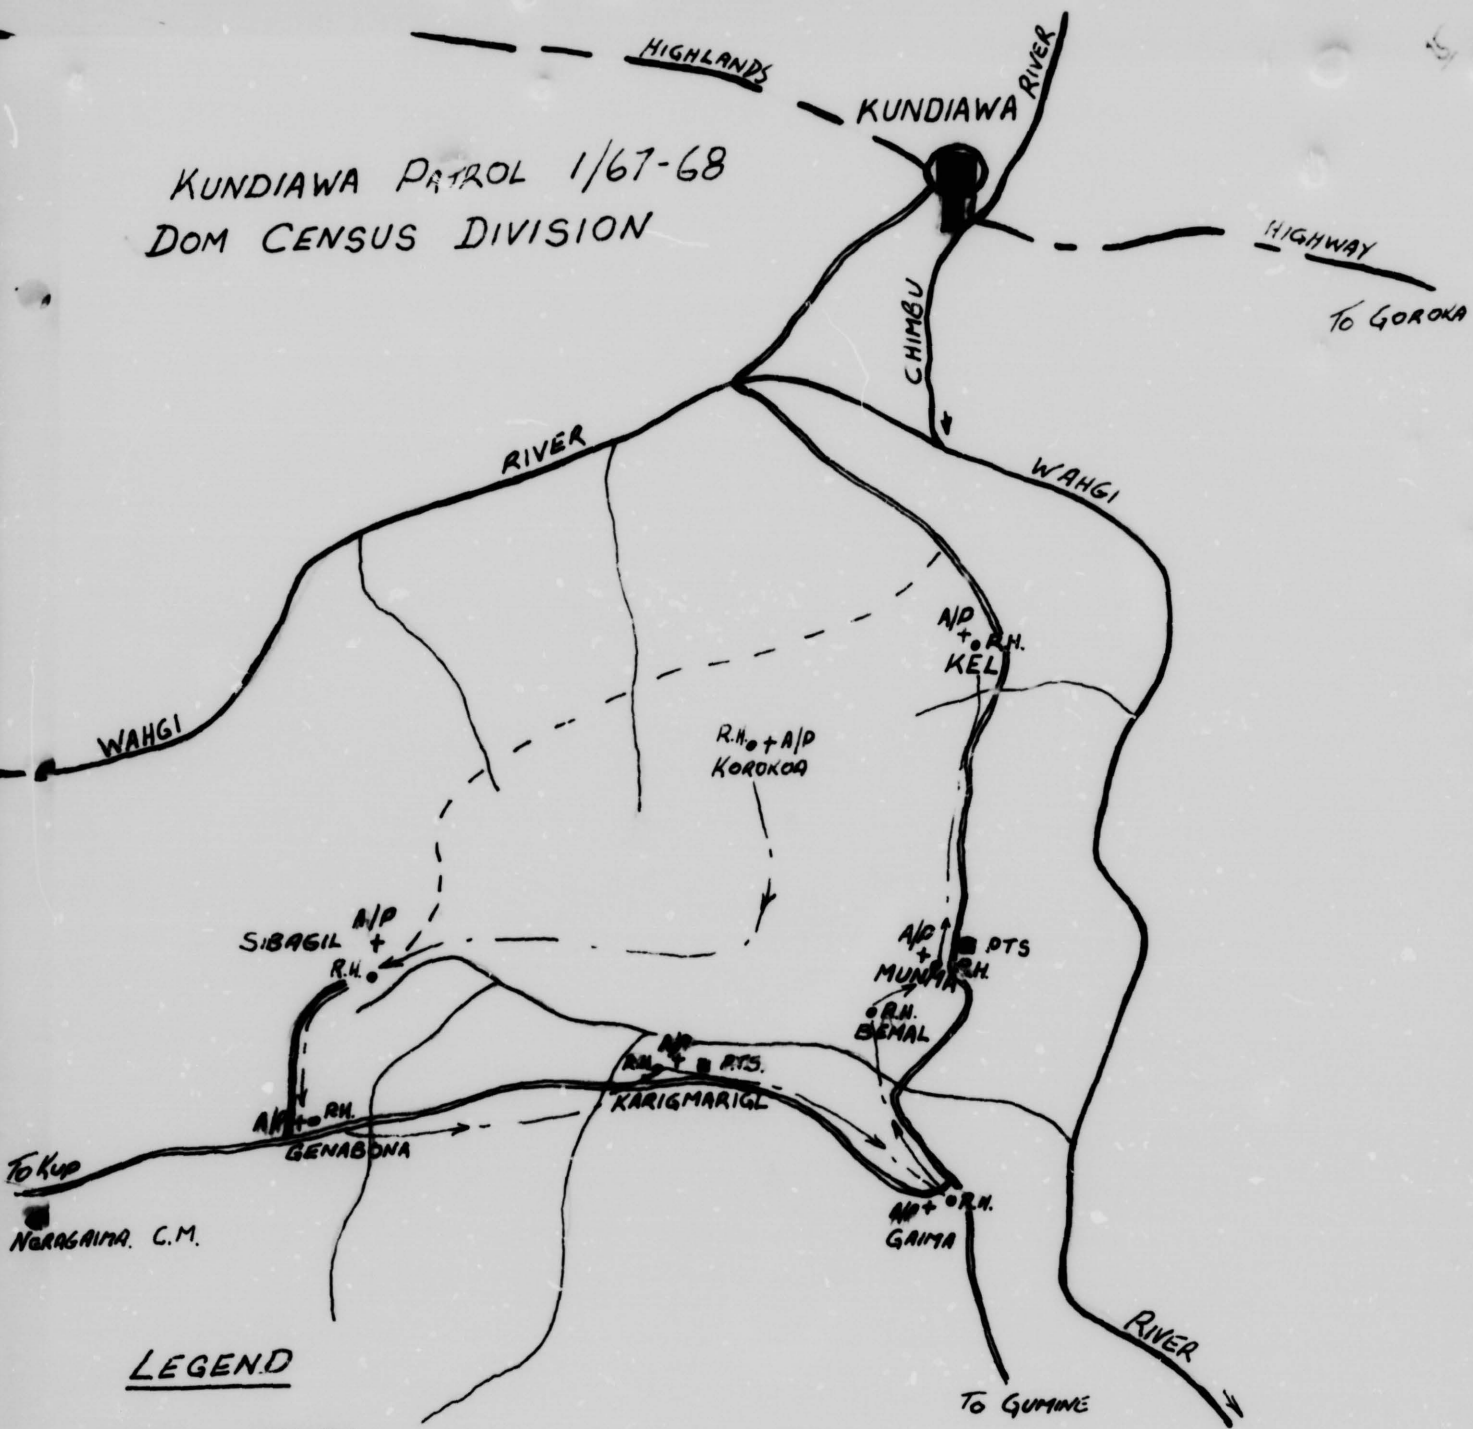 HIGHLANDS
RIVER
KUNDIAWA
KUNDIAWA PATROL 1/67-68
DOM CENSUS DIVISION
HIGHWAY
TO GOROKA
CHIMBU
RIVER
WAHGI
A/P
R.H.
KEL
WAHGI
R.H. A/P
KOROKOA
A/P
SIBAGIL
R.H.
A/P
PTS
MUNMA R.H.
R.H.
BEMAL
A/P
R.H. P.T.S.
KARIGMARIGL
A/P R.H.
GENABONA
TO KUP
NORAGAIMA. C.M.
A/P R.H.
GAIMA
RIVER
LEGEND
TO GUMINE